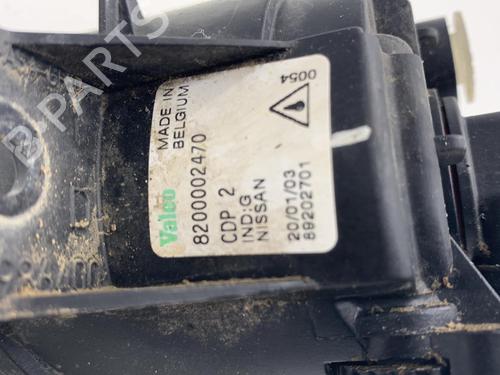 MADE IN
BELGIUM
0054
Valeo
8200002470
CDP 2
IND:G
NISSAN
20/01/03
89202701
B-PARTS